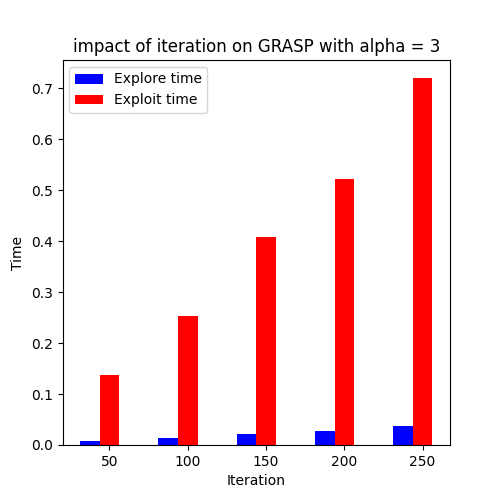 impact of iteration on GRASP with alpha = 3
Explore time
Exploit time
0.7
0.6
0.5
0.4
0.3
0.2
0.1
0.0
Time
50 100 150 200 250
Iteration